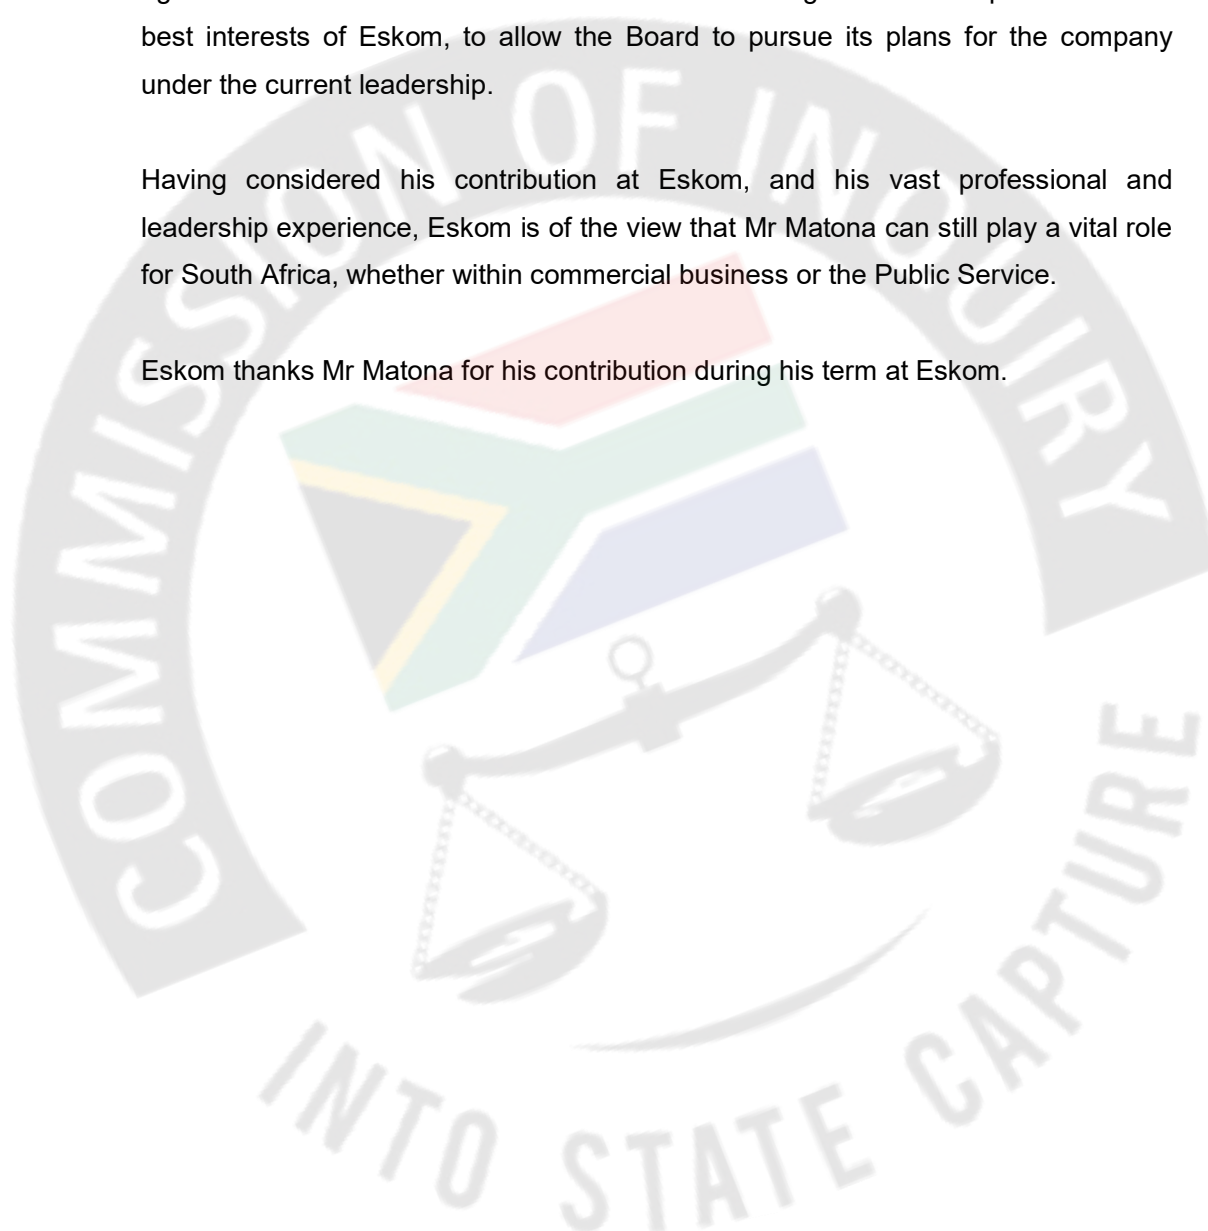 best interests of Eskom, to allow the Board to pursue its plans for the company
under the current leadership.
Having considered his contribution at Eskom, and his vast professional and
leadership experience, Eskom is of the view that Mr Matona can still play a vital role
for South Africa, whether within commercial business or the Public Service.
Eskom thanks Mr Matona for his contribution during his term at Eskom.
COMMISSION OF INQUIRY
INTO STATE CAPTURE